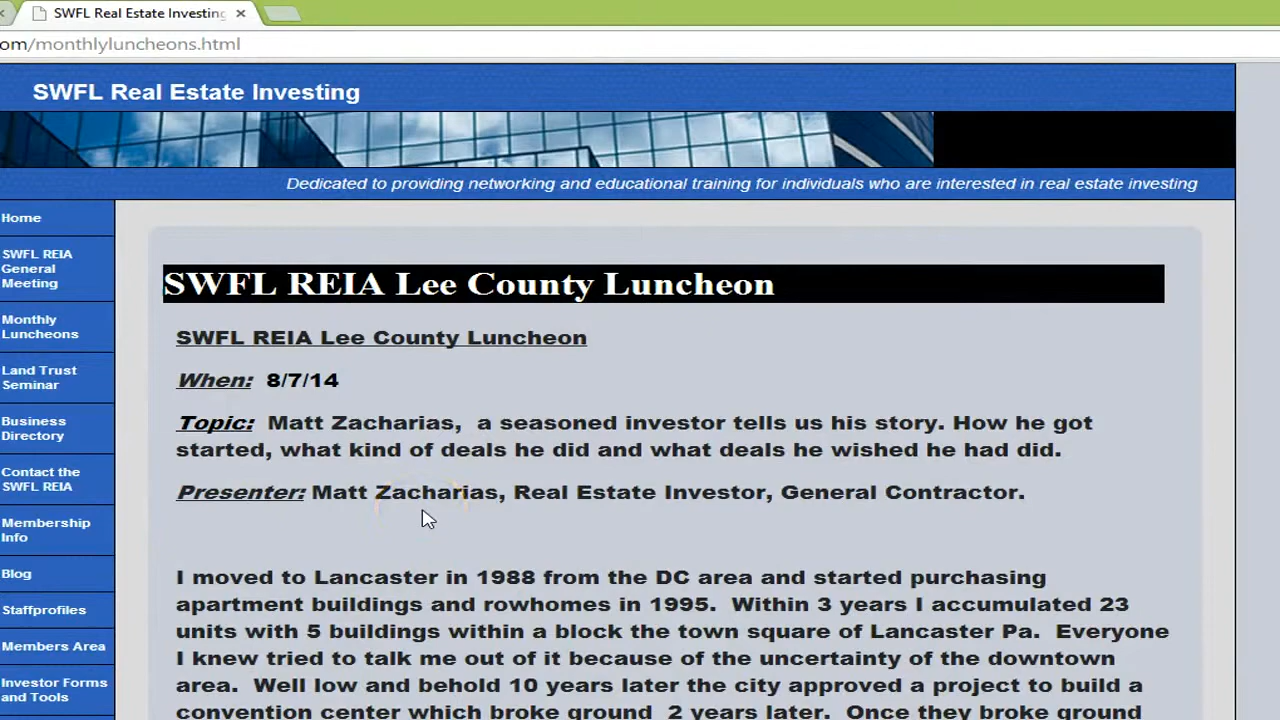 SWFL Real Estate Investing
om/monthlyluncheons.html
SWFL Real Estate Investing
Dedicated to providing networking and educational training for individuals who are interested in real estate investing
Home
SWFL REIA
General
Meeting
Monthly
Luncheons
Land Trust
Seminar
Business
Directory
Contact the
SWFL REIA
Membership
Info
Blog
Staffprofiles
Members Area
Investor Forms
and Tools
SWFL REIA Lee County Luncheon
SWFL REIA Lee County Luncheon
When: 8/7/14
Topic: Matt Zacharias, a seasoned investor tells us his story. How he got
started, what kind of deals he did and what deals he wished he had did.
Presenter: Matt Zacharias, Real Estate Investor, General Contractor.
I moved to Lancaster in 1988 from the DC area and started purchasing
apartment buildings and rowhomes in 1995. Within 3 years I accumulated 23
units with 5 buildings within a block the town square of Lancaster Pa. Everyone
I knew tried to talk me out of it because of the uncertainty of the downtown
area. Well low and behold 10 years later the city approved a project to build a
convention center which broke ground 2 years later. Once they broke ground